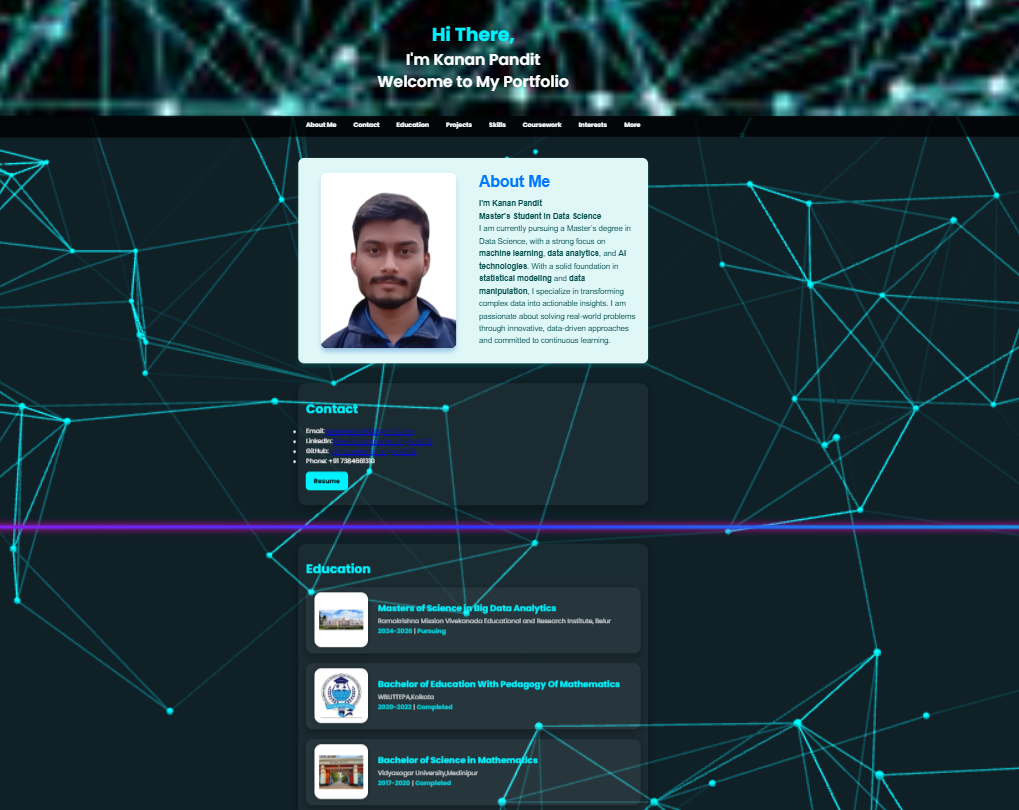 Hi There,
I'm Kanan Pandit
Welcome to My Portfolio
About Me Contact Education Projects Skills Coursework Interests More
About Me
I'm Kanan Pandit
Master's Student in Data Science
I am currently pursuing a Master's degree in
Data Science, with a strong focus on
machine learning, data analytics, and AI
technologies. With a solid foundation in
statistical modeling and data
manipulation, I specialize in transforming
complex data into actionable insights. I am
passionate about solving real-world problems
through innovative, data-driven approaches
and committed to continuous learning.
Contact
Email:
LinkedIn:
GitHub:
Phone: +91
Resume
Education
Masters of Science in Big Data Analytics
Ramakrishna Mission Vivekananda Educational and Research Institute, Belur
2024-2026 | Pursuing
Bachelor of Education With Pedagogy Of Mathematics
WBUTTEPA,Kolkata
2020-2022 | Completed
Bachelor of Science in Mathematics
Vidyasagar University,Medinipur
2017-2020 | Completed